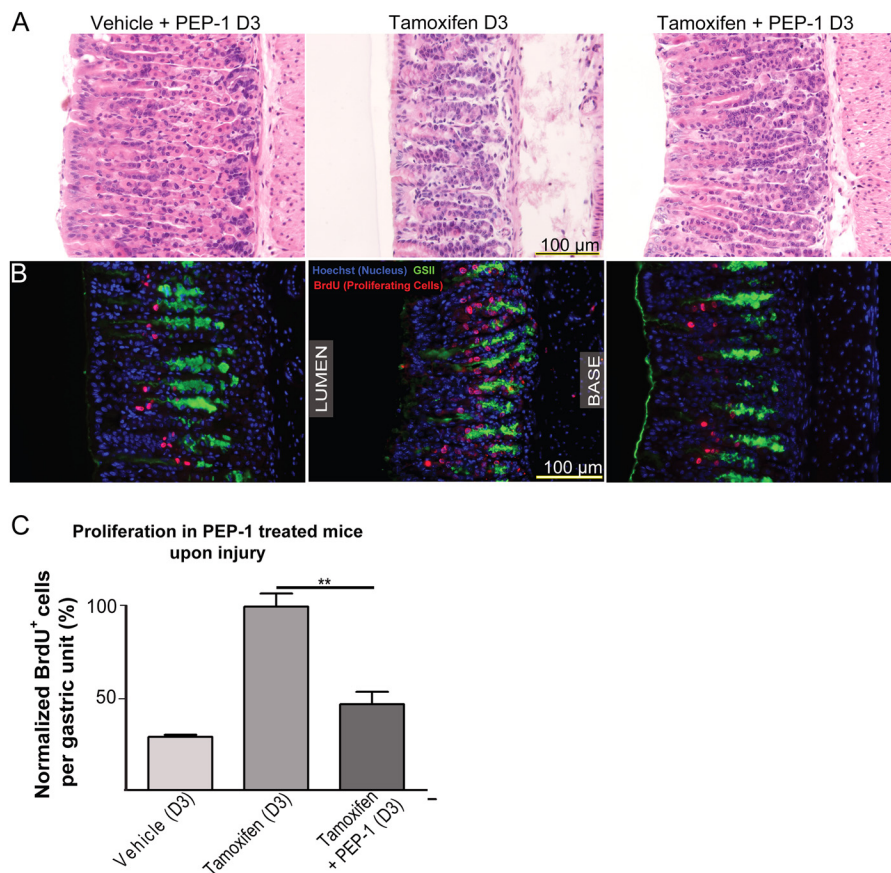 A
Vehicle + PEP-1 D3
Tamoxifen D3
Tamoxifen + PEP-1 D3
100 µm
B
Hoechst (Nucleus) GSII
BrdU (Proliferating Cells)
LUMEN
BASE
100 µm
C
Proliferation in PEP-1 treated mice
upon injury
**
Normalized BrdU+ cells
per gastric unit (%)
100
50
Vehicle (D3)
Tamoxifen (D3)
Tamoxifen
+ PEP-1 (D3)